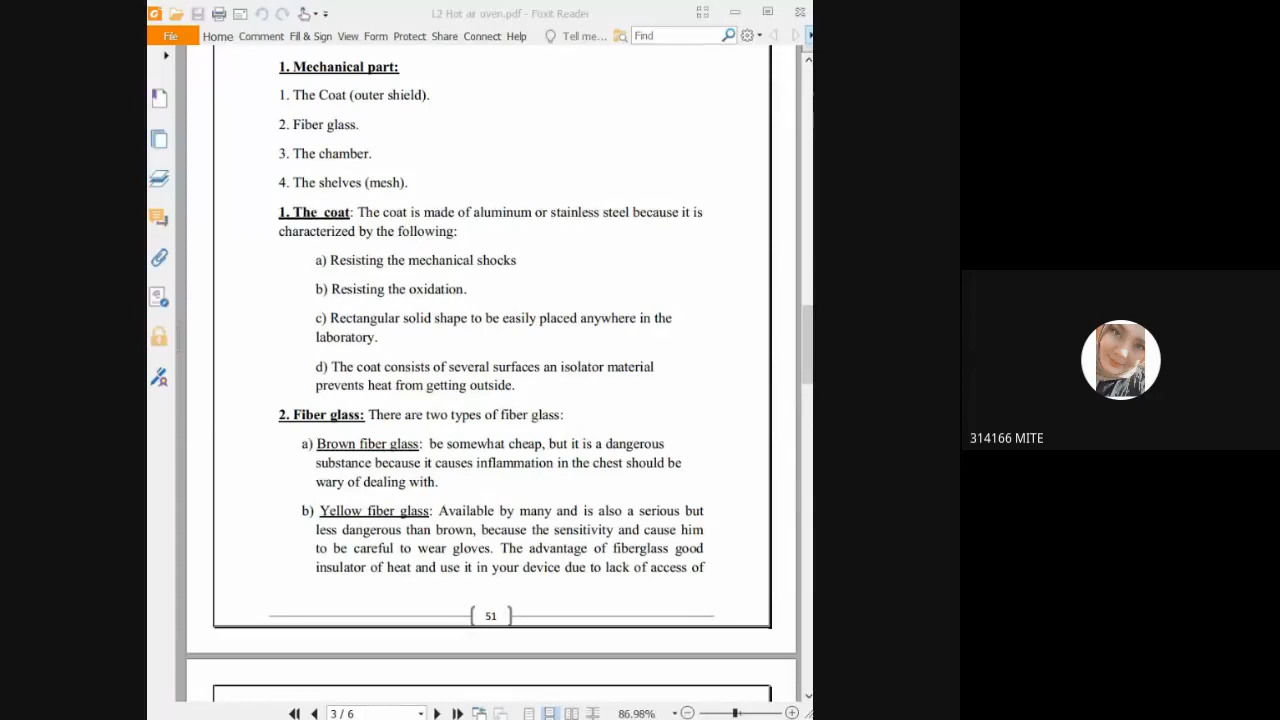 L2 Hot ar oven.pdf - Fuxit Reader
File Home Comment Fill & Sign View Form Protect Share Connect Help Tell me... Find
1. Mechanical part:
1. The Coat (outer shield).
2. Fiber glass.
3. The chamber.
4. The shelves (mesh).
1. The coat: The coat is made of aluminum or stainless steel because it is
characterized by the following:
a) Resisting the mechanical shocks
b) Resisting the oxidation.
c) Rectangular solid shape to be easily placed anywhere in the
laboratory.
d) The coat consists of several surfaces an isolator material
prevents heat from getting outside.
2. Fiber glass: There are two types of fiber glass:
a) Brown fiber glass: be somewhat cheap, but it is a dangerous
substance because it causes inflammation in the chest should be
wary of dealing with.
b) Yellow fiber glass: Available by many and is also a serious but
less dangerous than brown, because the sensitivity and cause him
to be careful to wear gloves. The advantage of fiberglass good
insulator of heat and use it in your device due to lack of access of
51
3 / 6
86.98%
314166 MITE